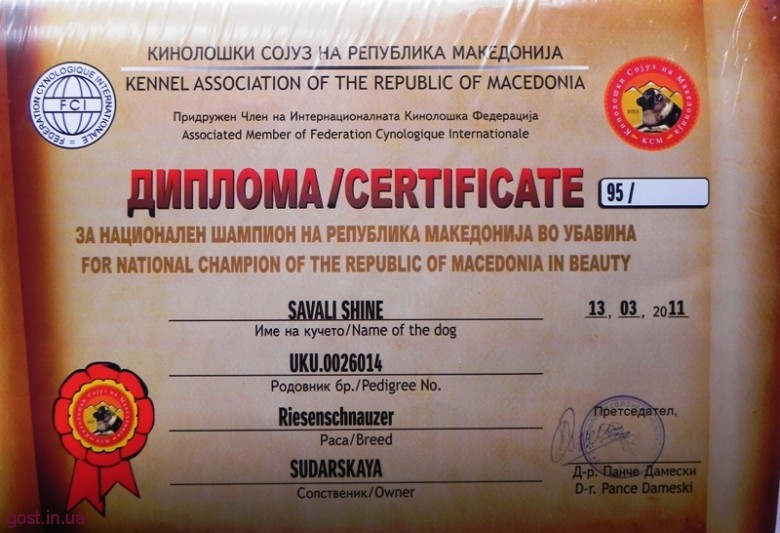 КИНОЛОШКИ СОЈУЗ НА РЕПУБЛИКА МАКЕДОНИЈА
KENNEL ASSOCIATION OF THE REPUBLIC OF MACEDONIA
FEDERATION CYNOLOGIQUE INTERNATIONALE
FCI
Кинолошки Сојуз на Македонија
КСМ
Придружен Член на Интернационалната Кинолошка Федерација
Associated Member of Federation Cynologique Internationale
ДИПЛОМА/CERTIFICATE 95/
ЗА НАЦИОНАЛЕН ШАМПИОН НА РЕПУБЛИКА МАКЕДОНИЈА ВО УБАВИНА
FOR NATIONAL CHAMPION OF THE REPUBLIC OF MACEDONIA IN BEAUTY
SAVALI SHINE
13, 03, 2011
Име на кучето/Name of the dog
UKU.0026014
Родовник бр./Pedigree No.
Riesenschnauzer
Раса/Breed
Претседател,
SUDARSKAYA
Сопственик/Owner
Д-р. Панче Дамески
D-r. Pance Dameski
gost.in.ua